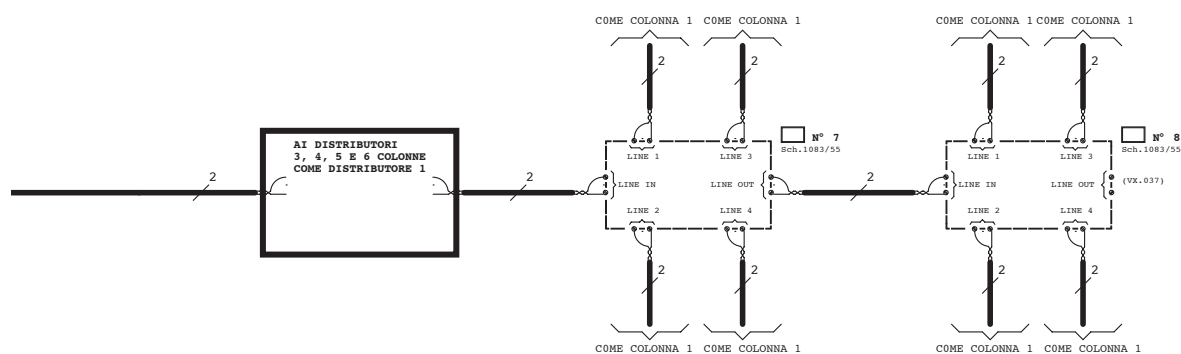 COME COLONNA 1 COME COLONNA 1 COME COLONNA 1 COME COLONNA 1
2 2 2 2
N° 7
Sch.1083/55
N° 8
Sch.1083/55
AI DISTRIBUTORI
3, 4, 5 E 6 COLONNE
COME DISTRIBUTORE 1
LINE 1 LINE 3 LINE 1 LINE 3
2 2 2
LINE IN LINE OUT LINE IN LINE OUT (VX.037)
LINE 2 LINE 4 LINE 2 LINE 4
2 2 2 2
COME COLONNA 1 COME COLONNA 1 COME COLONNA 1 COME COLONNA 1